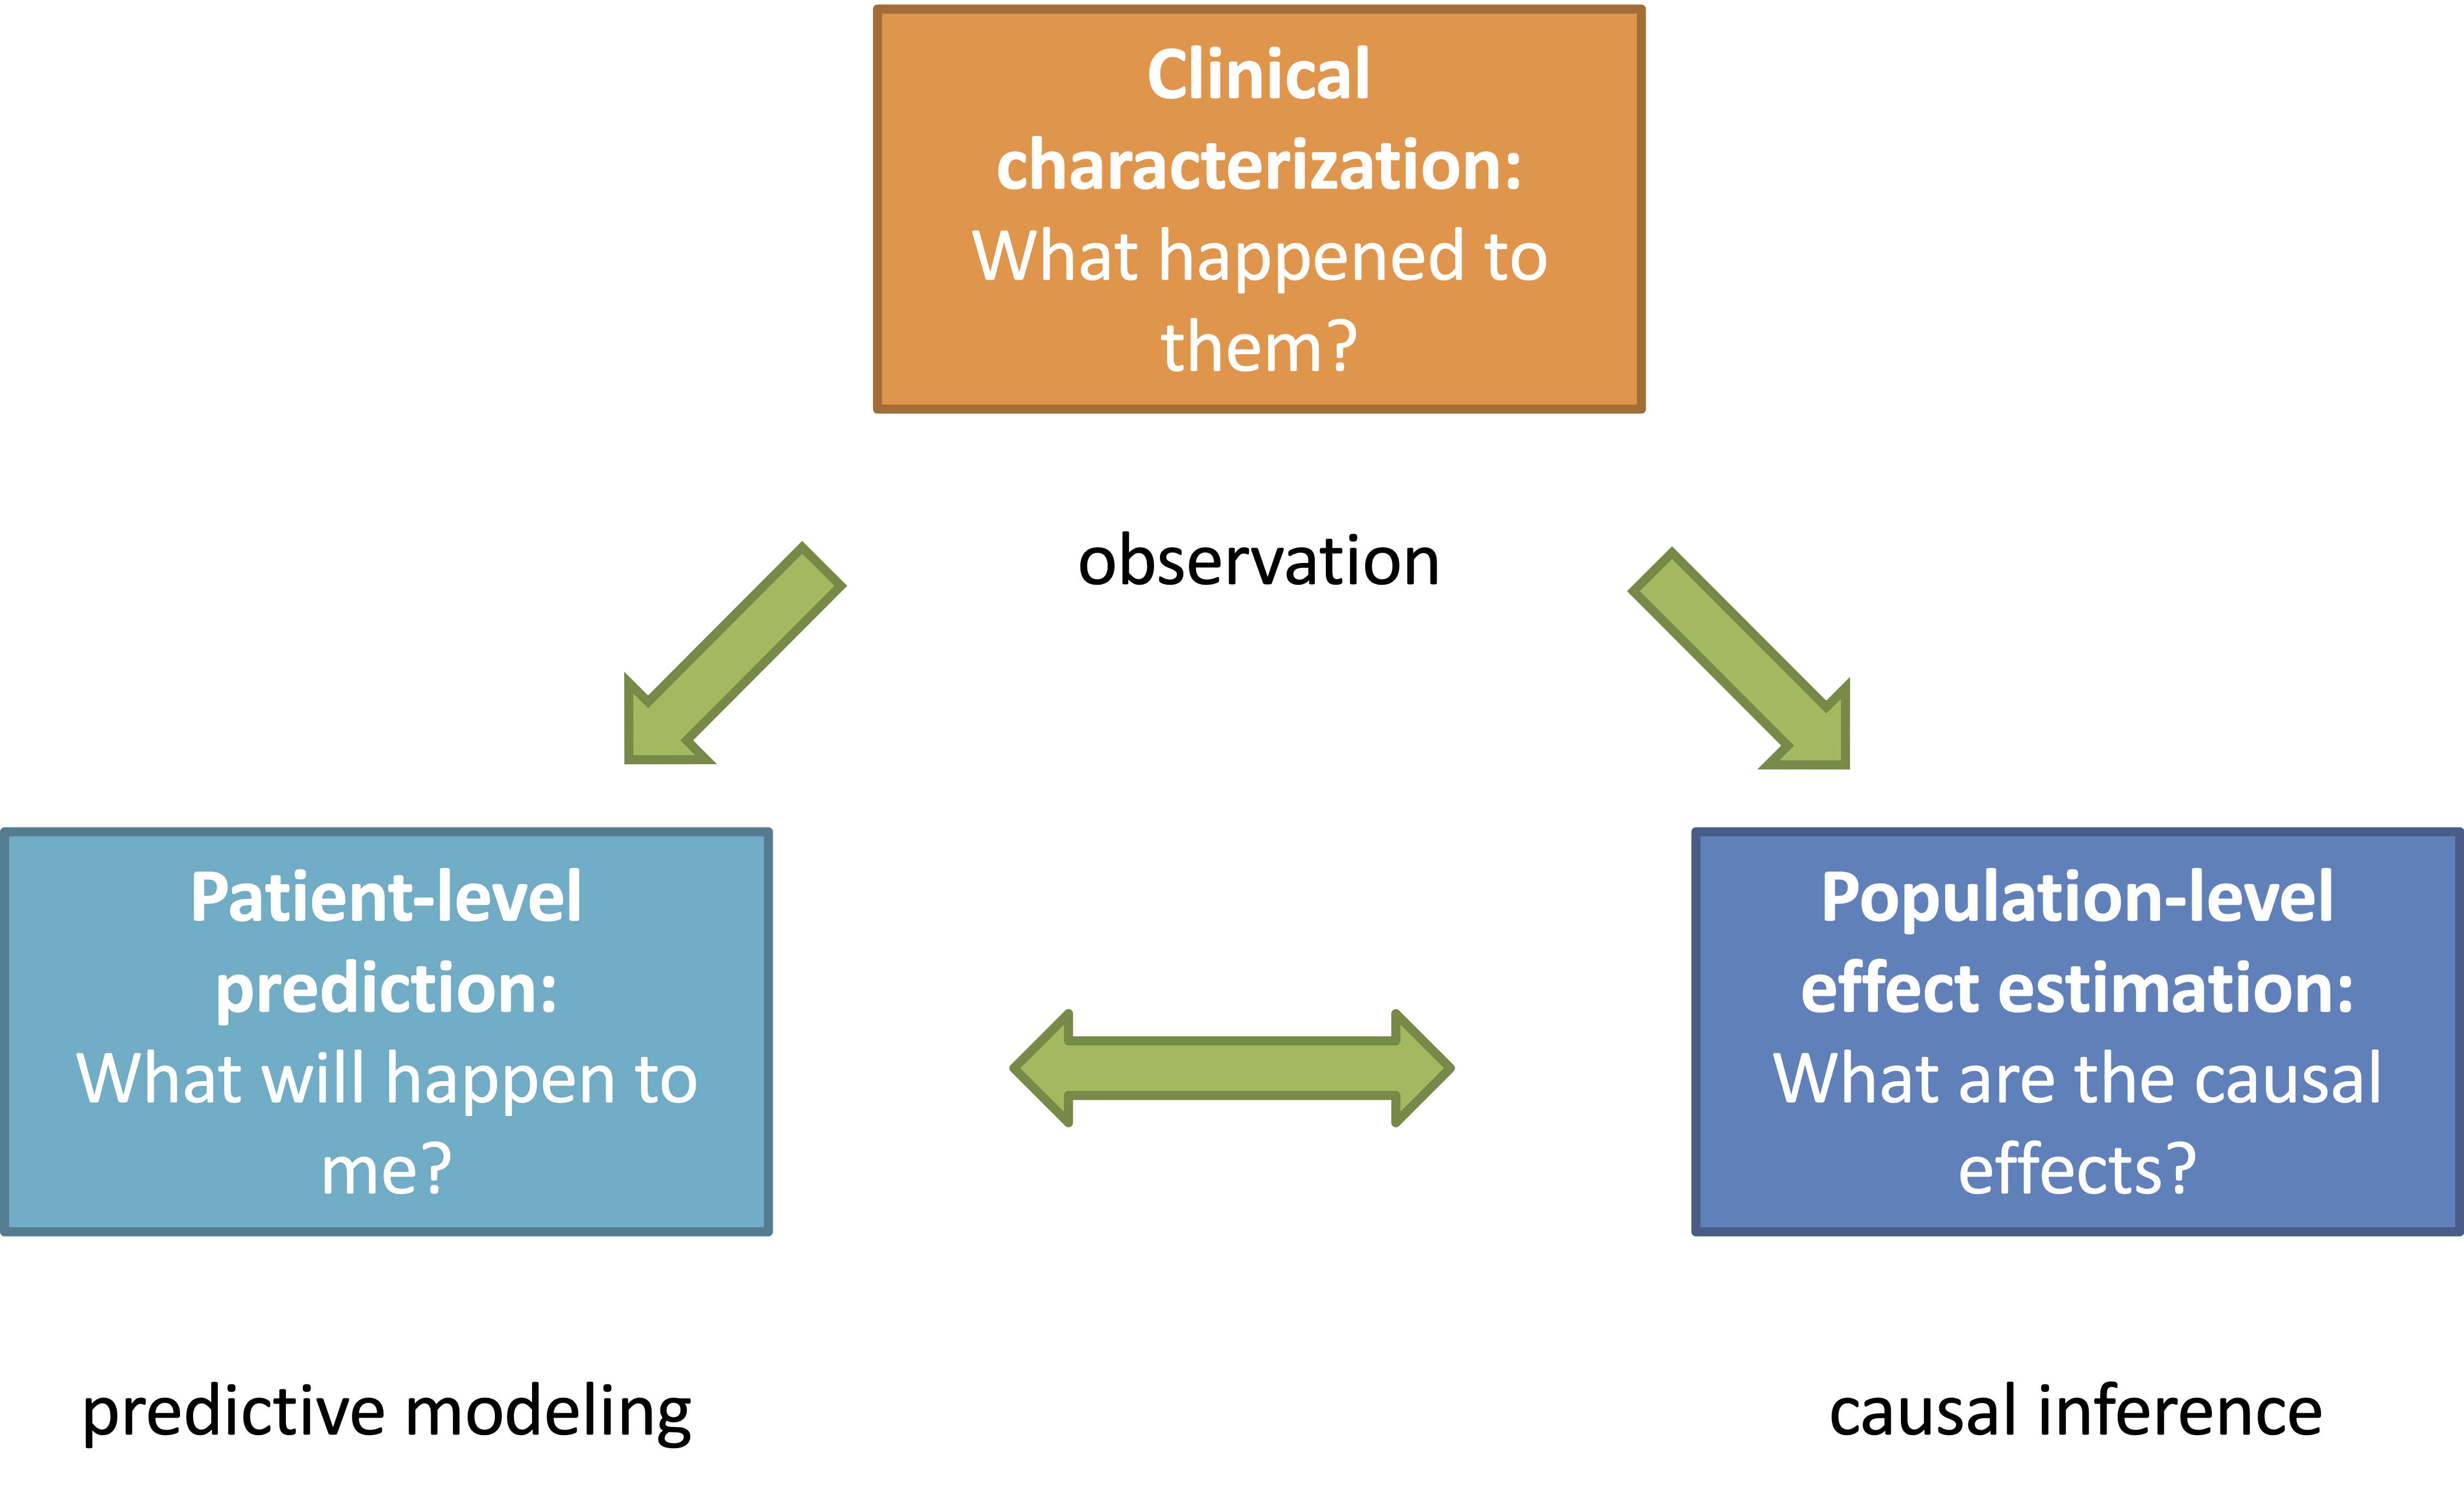 Clinical
characterization:
What happened to
them?
observation
Patient-level
prediction:
What will happen to
me?
Population-level
effect estimation:
What are the causal
effects?
predictive modeling
causal inference